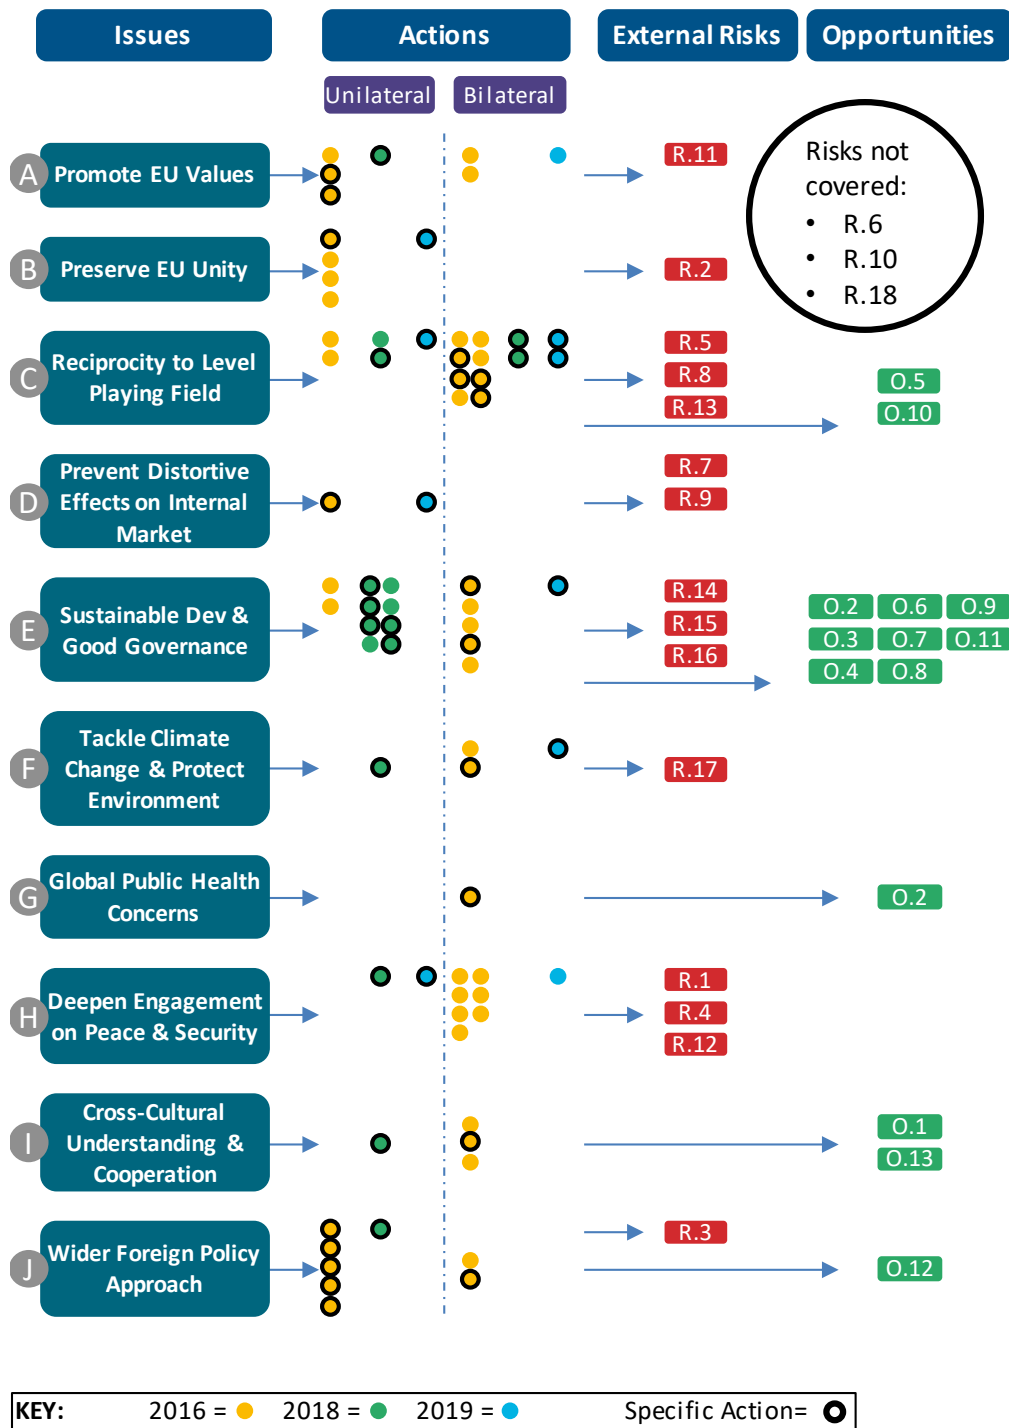 Issues
Actions
External Risks
Opportunities
Unilateral
Bilateral
Risks not
covered:
• R.6
• R.10
• R.18
A
Promote EU Values
R.11
B
Preserve EU Unity
R.2
C
Reciprocity to Level
Playing Field
R.5
R.8
R.13
O.5
O.10
D
Prevent Distortive
Effects on Internal
Market
R.7
R.9
E
Sustainable Dev &
Good Governance
R.14
R.15
R.16
O.2 O.6 O.9
O.3 O.7 O.11
O.4 O.8
F
Tackle Climate
Change & Protect
Environment
R.17
G
Global Public Health
Concerns
O.2
H
Deepen Engagement
on Peace & Security
R.1
R.4
R.12
I
Cross-Cultural
Understanding &
Cooperation
O.1
O.13
J
Wider Foreign Policy
Approach
R.3
O.12
KEY: 2016 = 2018 = 2019 = Specific Action=